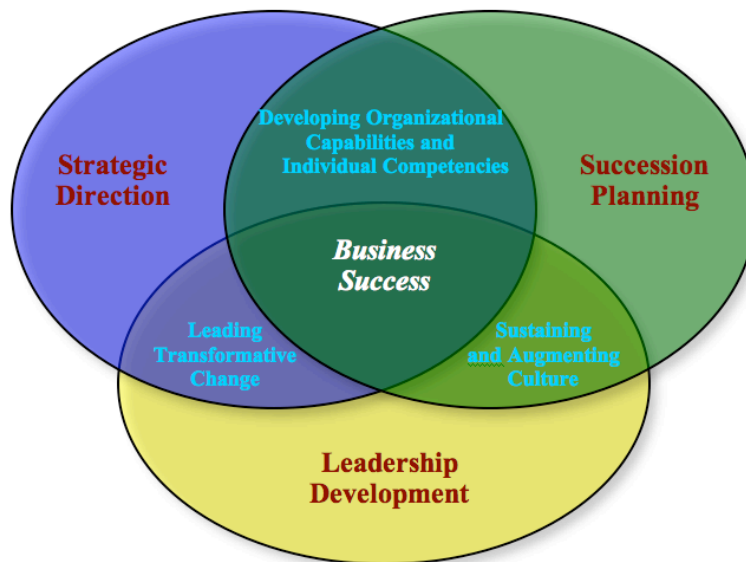 Developing Organizational
Capabilities and
Individual Competencies
Strategic
Direction
Succession
Planning
Business
Success
Leading
Transformative
Change
Sustaining
and Augmenting
Culture
Leadership
Development